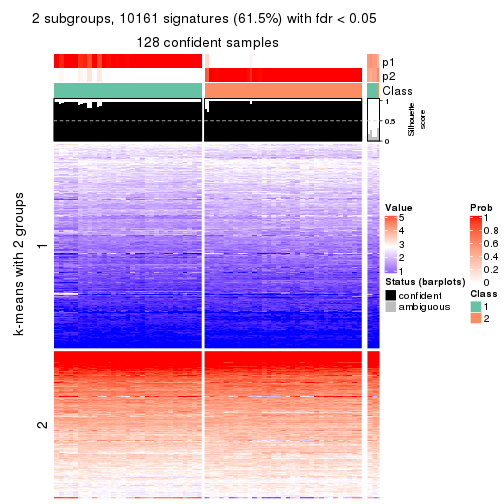 2 subgroups, 10161 signatures (61.5%) with fdr < 0.05
128 confident samples
p1
p2
Class
1
0.5
0
Silhouette
score
k-means with 2 groups
1
2
Value
5
4
3
2
1
Status (barplots)
confident
ambiguous
Prob
1
0.8
0.6
0.4
0.2
0
Class
1
2